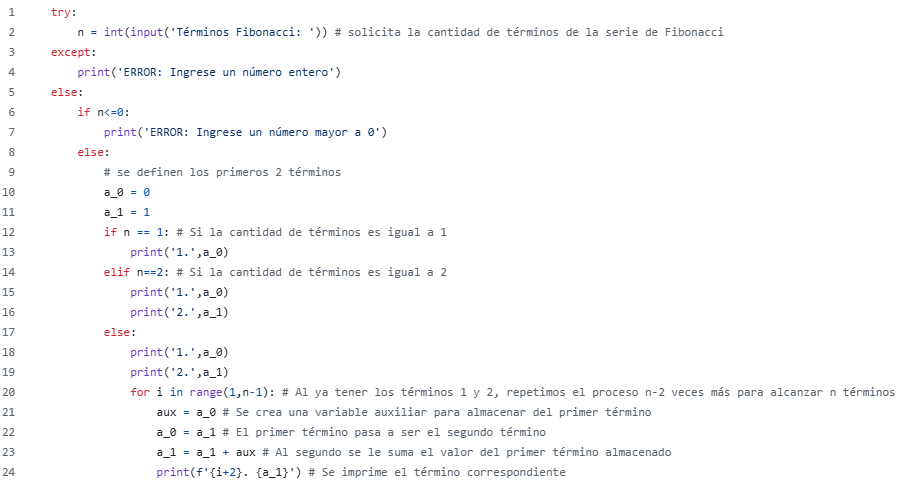 1 try:
2 n = int(input('Términos Fibonacci: ')) # solicita la cantidad de términos de la serie de Fibonacci
3 except:
4 print('ERROR: Ingrese un número entero')
5 else:
6 if n<=0:
7 print('ERROR: Ingrese un número mayor a 0')
8 else:
9 # se definen los primeros 2 términos
10 a_0 = 0
11 a_1 = 1
12 if n == 1: # Si la cantidad de términos es igual a 1
13 print('1.',a_0)
14 elif n==2: # Si la cantidad de términos es igual a 2
15 print('1.',a_0)
16 print('2.',a_1)
17 else:
18 print('1.',a_0)
19 print('2.',a_1)
20 for i in range(1,n-1): # Al ya tener los términos 1 y 2, repetimos el proceso n-2 veces más para alcanzar n términos
21 aux = a_0 # Se crea una variable auxiliar para almacenar del primer término
22 a_0 = a_1 # El primer término pasa a ser el segundo término
23 a_1 = a_1 + aux # Al segundo se le suma el valor del primer término almacenado
24 print(f'{i+2}. {a_1}') # Se imprime el término correspondiente